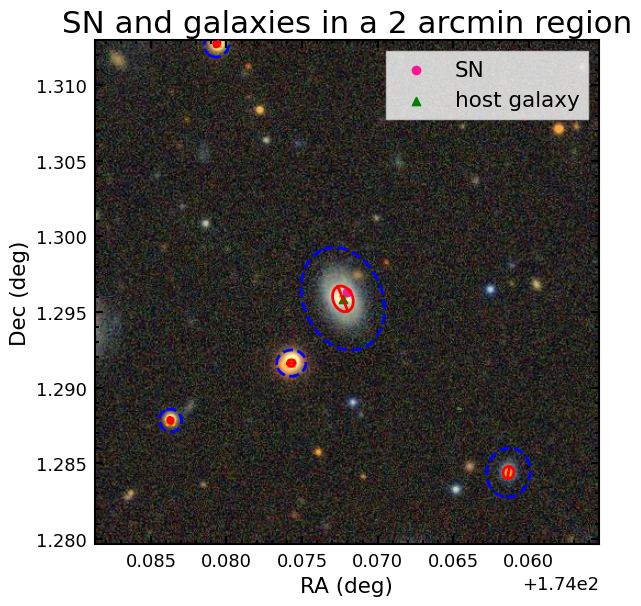 SN and galaxies in a 2 arcmin region
SN
host galaxy
Dec (deg)
1.310
1.305
1.300
1.295
1.290
1.285
1.280
0.085 0.080 0.075 0.070 0.065 0.060
RA (deg)
+1.74e2